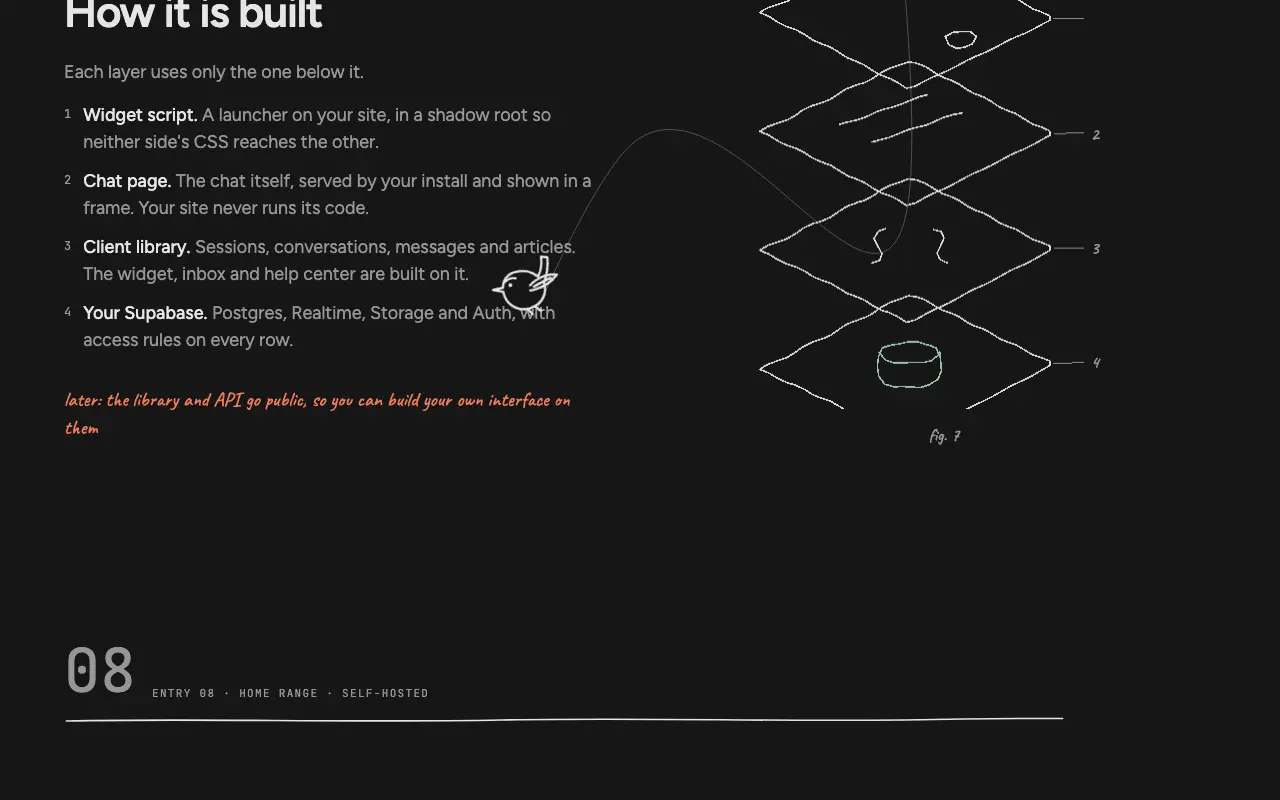 How it is built
Each layer uses only the one below it.
1 Widget script. A launcher on your site, in a shadow root so
neither side's CSS reaches the other.
2 Chat page. The chat itself, served by your install and shown in a
frame. Your site never runs its code.
3 Client library. Sessions, conversations, messages and articles.
The widget, inbox and help center are built on it.
4 Your Supabase. Postgres, Realtime, Storage and Auth, with
access rules on every row.
later: the library and API go public, so you can build your own interface on
them
2
3
4
fig. 7
08
ENTRY 08 · HOME RANGE · SELF-HOSTED